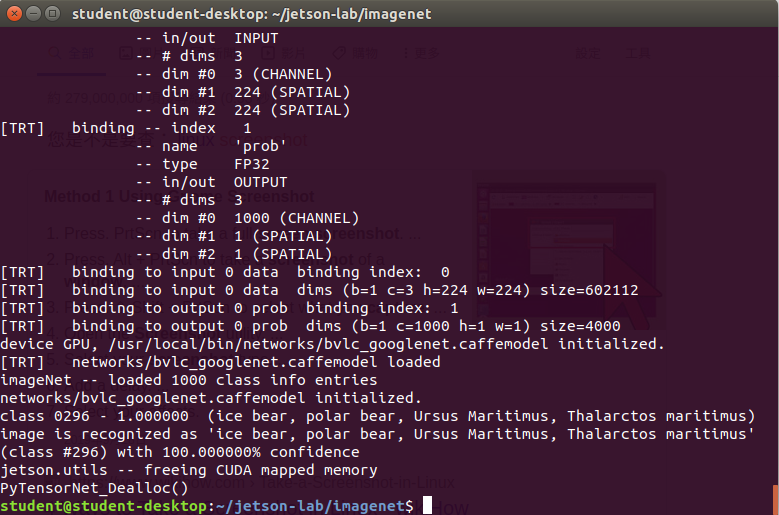 student@student-desktop: ~/jetson-lab/imagenet
-- in/out INPUT
-- # dims 3
-- dim #0 3 (CHANNEL)
-- dim #1 224 (SPATIAL)
-- dim #2 224 (SPATIAL)
[TRT] binding -- index 1
-- name 'prob'
-- type FP32
-- in/out OUTPUT
-- # dims 3
-- dim #0 1000 (CHANNEL)
-- dim #1 1 (SPATIAL)
-- dim #2 1 (SPATIAL)
[TRT] binding to input 0 data binding index: 0
[TRT] binding to input 0 data dims (b=1 c=3 h=224 w=224) size=602112
[TRT] binding to output 0 prob binding index: 1
[TRT] binding to output 0 prob dims (b=1 c=1000 h=1 w=1) size=4000
device GPU, /usr/local/bin/networks/bvlc_googlenet.caffemodel initialized.
[TRT] networks/bvlc_googlenet.caffemodel loaded
imageNet -- loaded 1000 class info entries
networks/bvlc_googlenet.caffemodel initialized.
class 0296 - 1.000000 (ice bear, polar bear, Ursus Maritimus, Thalarctos maritimus)
image is recognized as 'ice bear, polar bear, Ursus Maritimus, Thalarctos maritimus'
(class #296) with 100.000000% confidence
jetson.utils -- freeing CUDA mapped memory
PyTensorNet_Dealloc()
student@student-desktop:~/jetson-lab/imagenet$